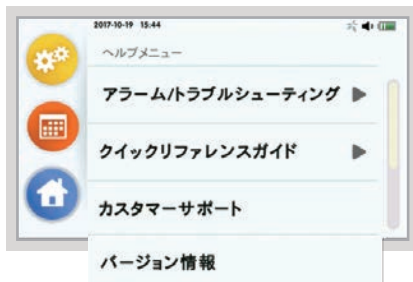 2017-10-19 15:44
ヘルプメニュー
アラーム/トラブルシューティング
クイックリファレンスガイド
カスタマーサポート
バージョン情報